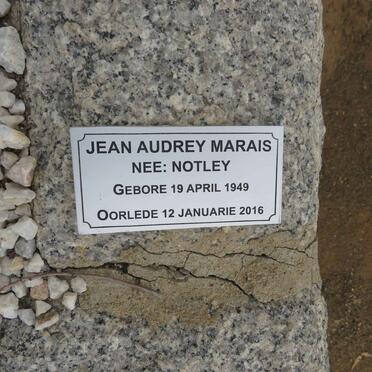 JEAN AUDREY MARAIS
NEE: NOTLEY
GEBORE 19 APRIL 1949
OORLEDE 12 JANUARIE 2016